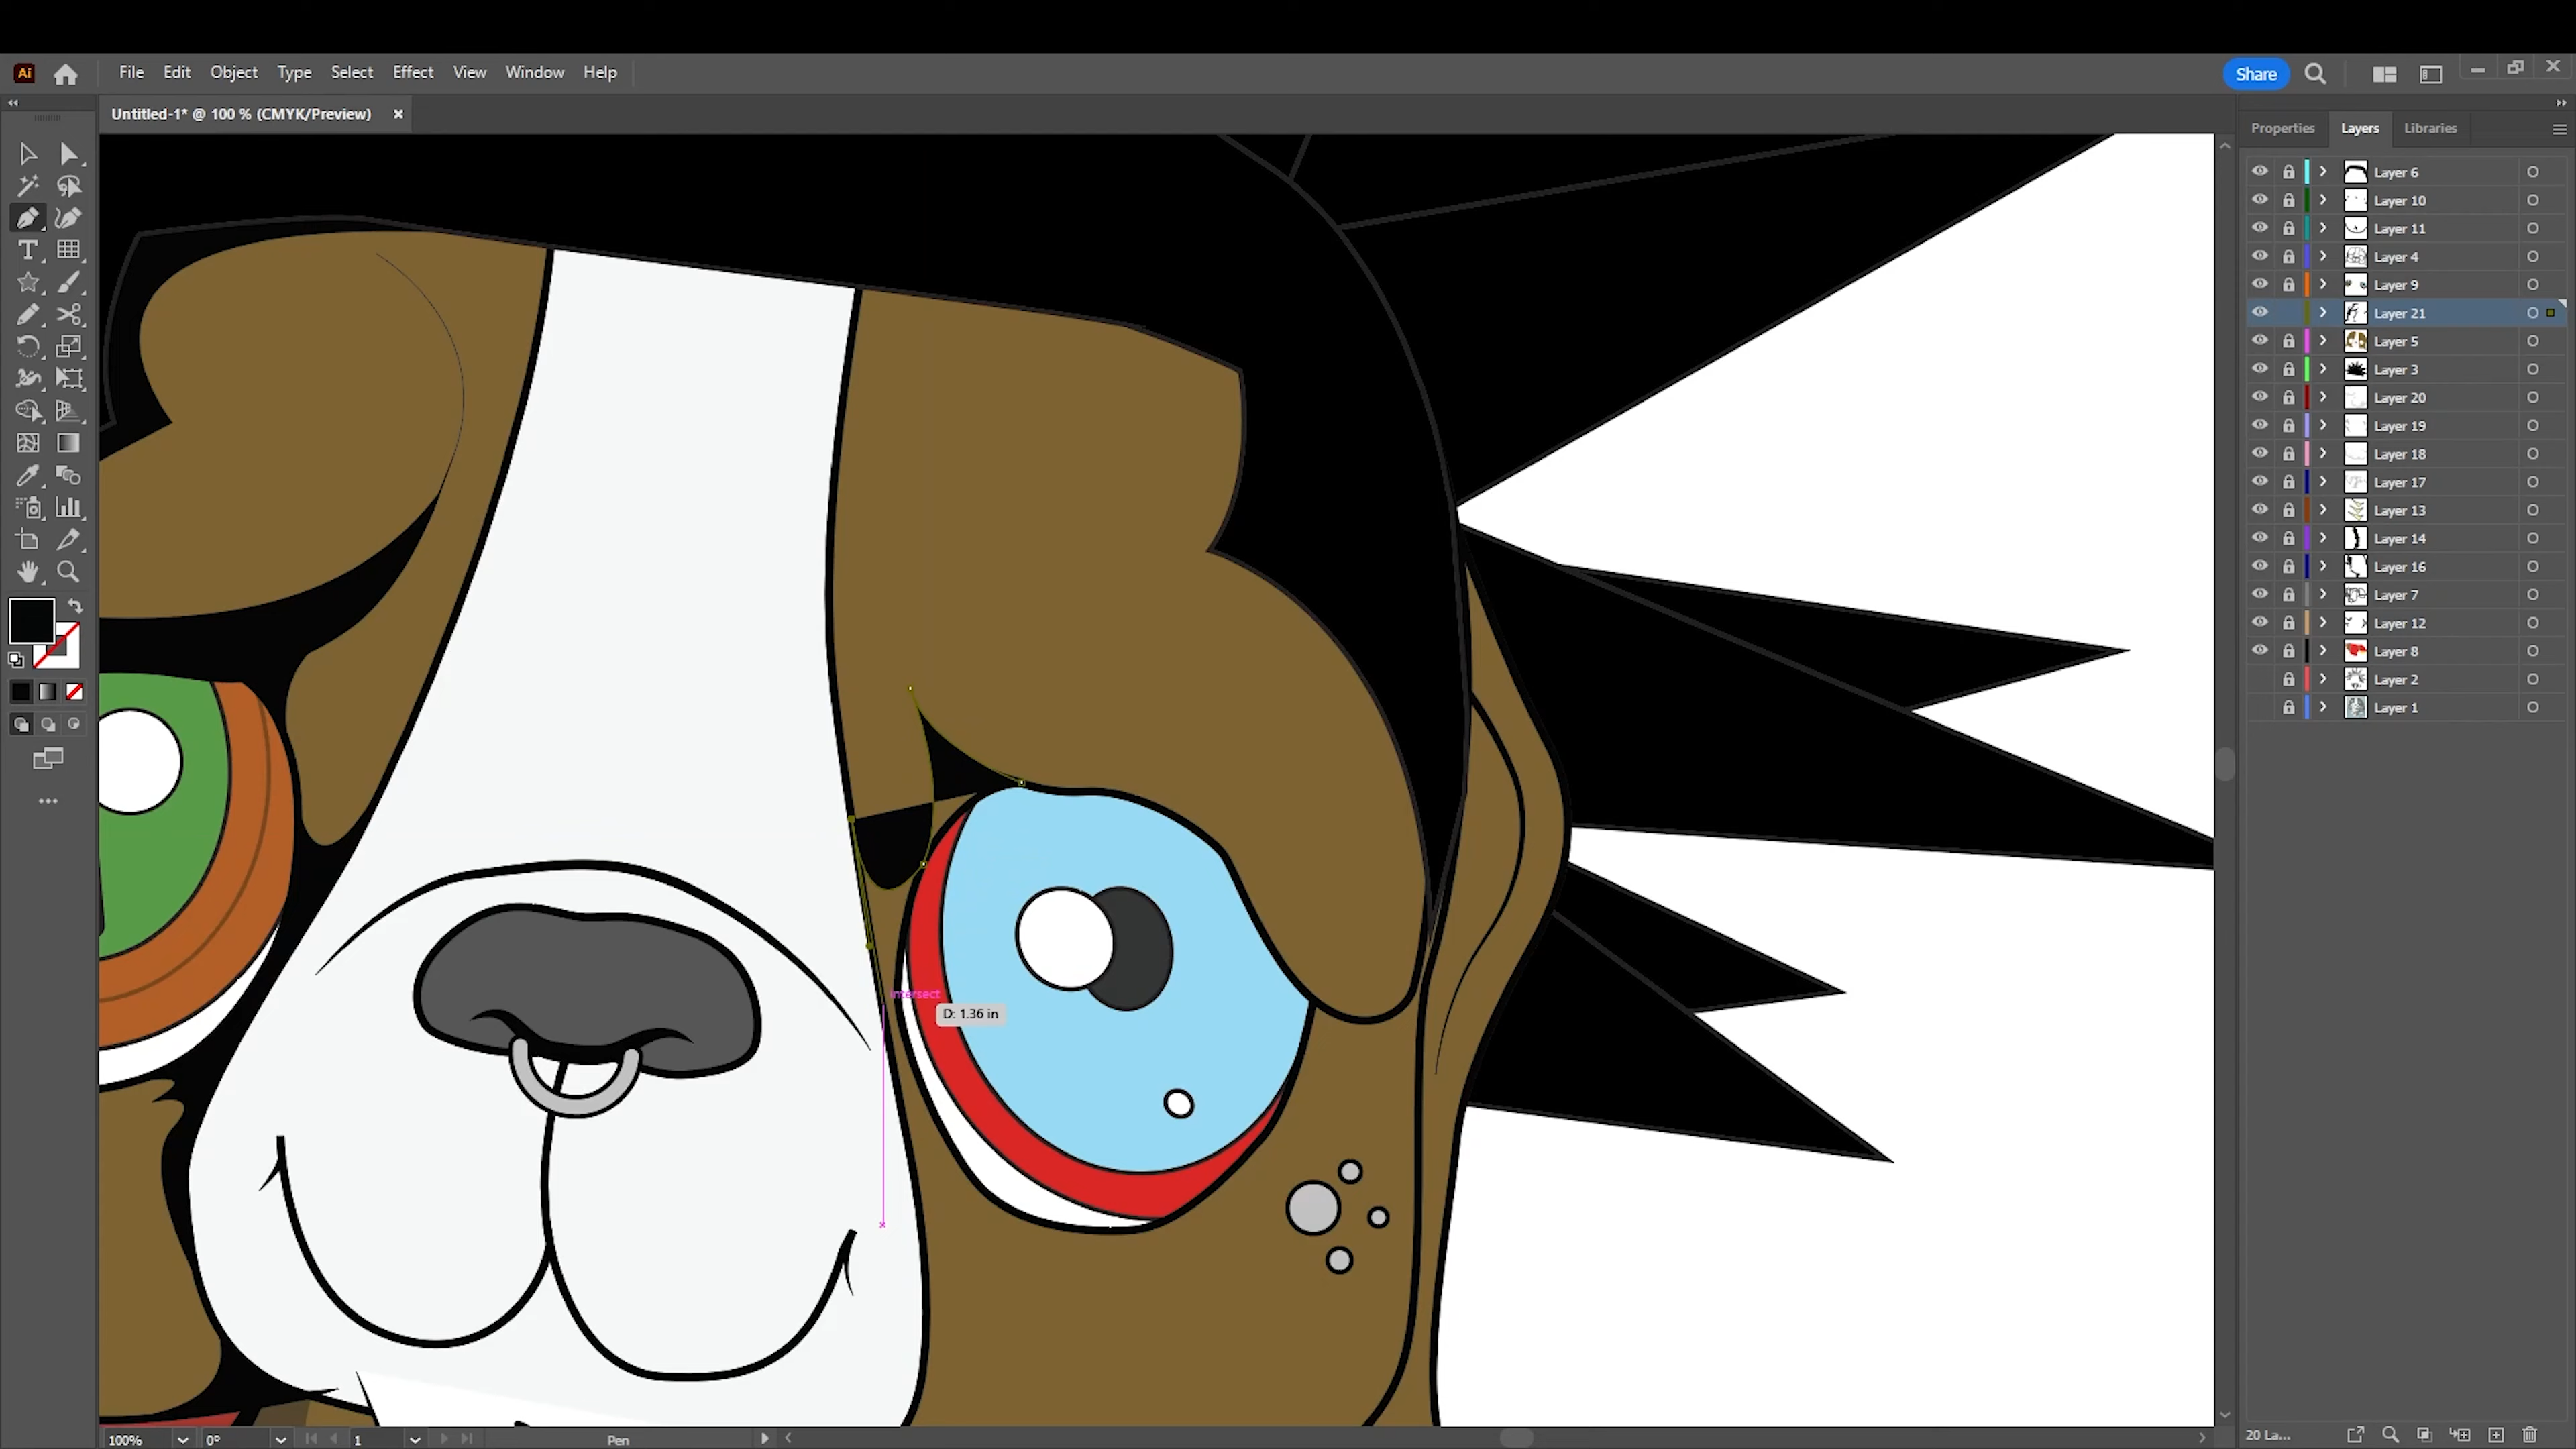 Ai File Edit Object Type Select Effect View Window Help Share
Untitled-1* @ 100 % (CMYK/Preview)
Properties Layers Libraries
Layer 6
Layer 10
Layer 11
Layer 4
Layer 9
Layer 21
Layer 5
Layer 3
Layer 20
Layer 19
Layer 18
Layer 17
Layer 13
Layer 14
Layer 16
Layer 7
Layer 12
Layer 8
Layer 2
Layer 1
intersect
D: 1.36 in
100% 0° 1 Pen
20 La...